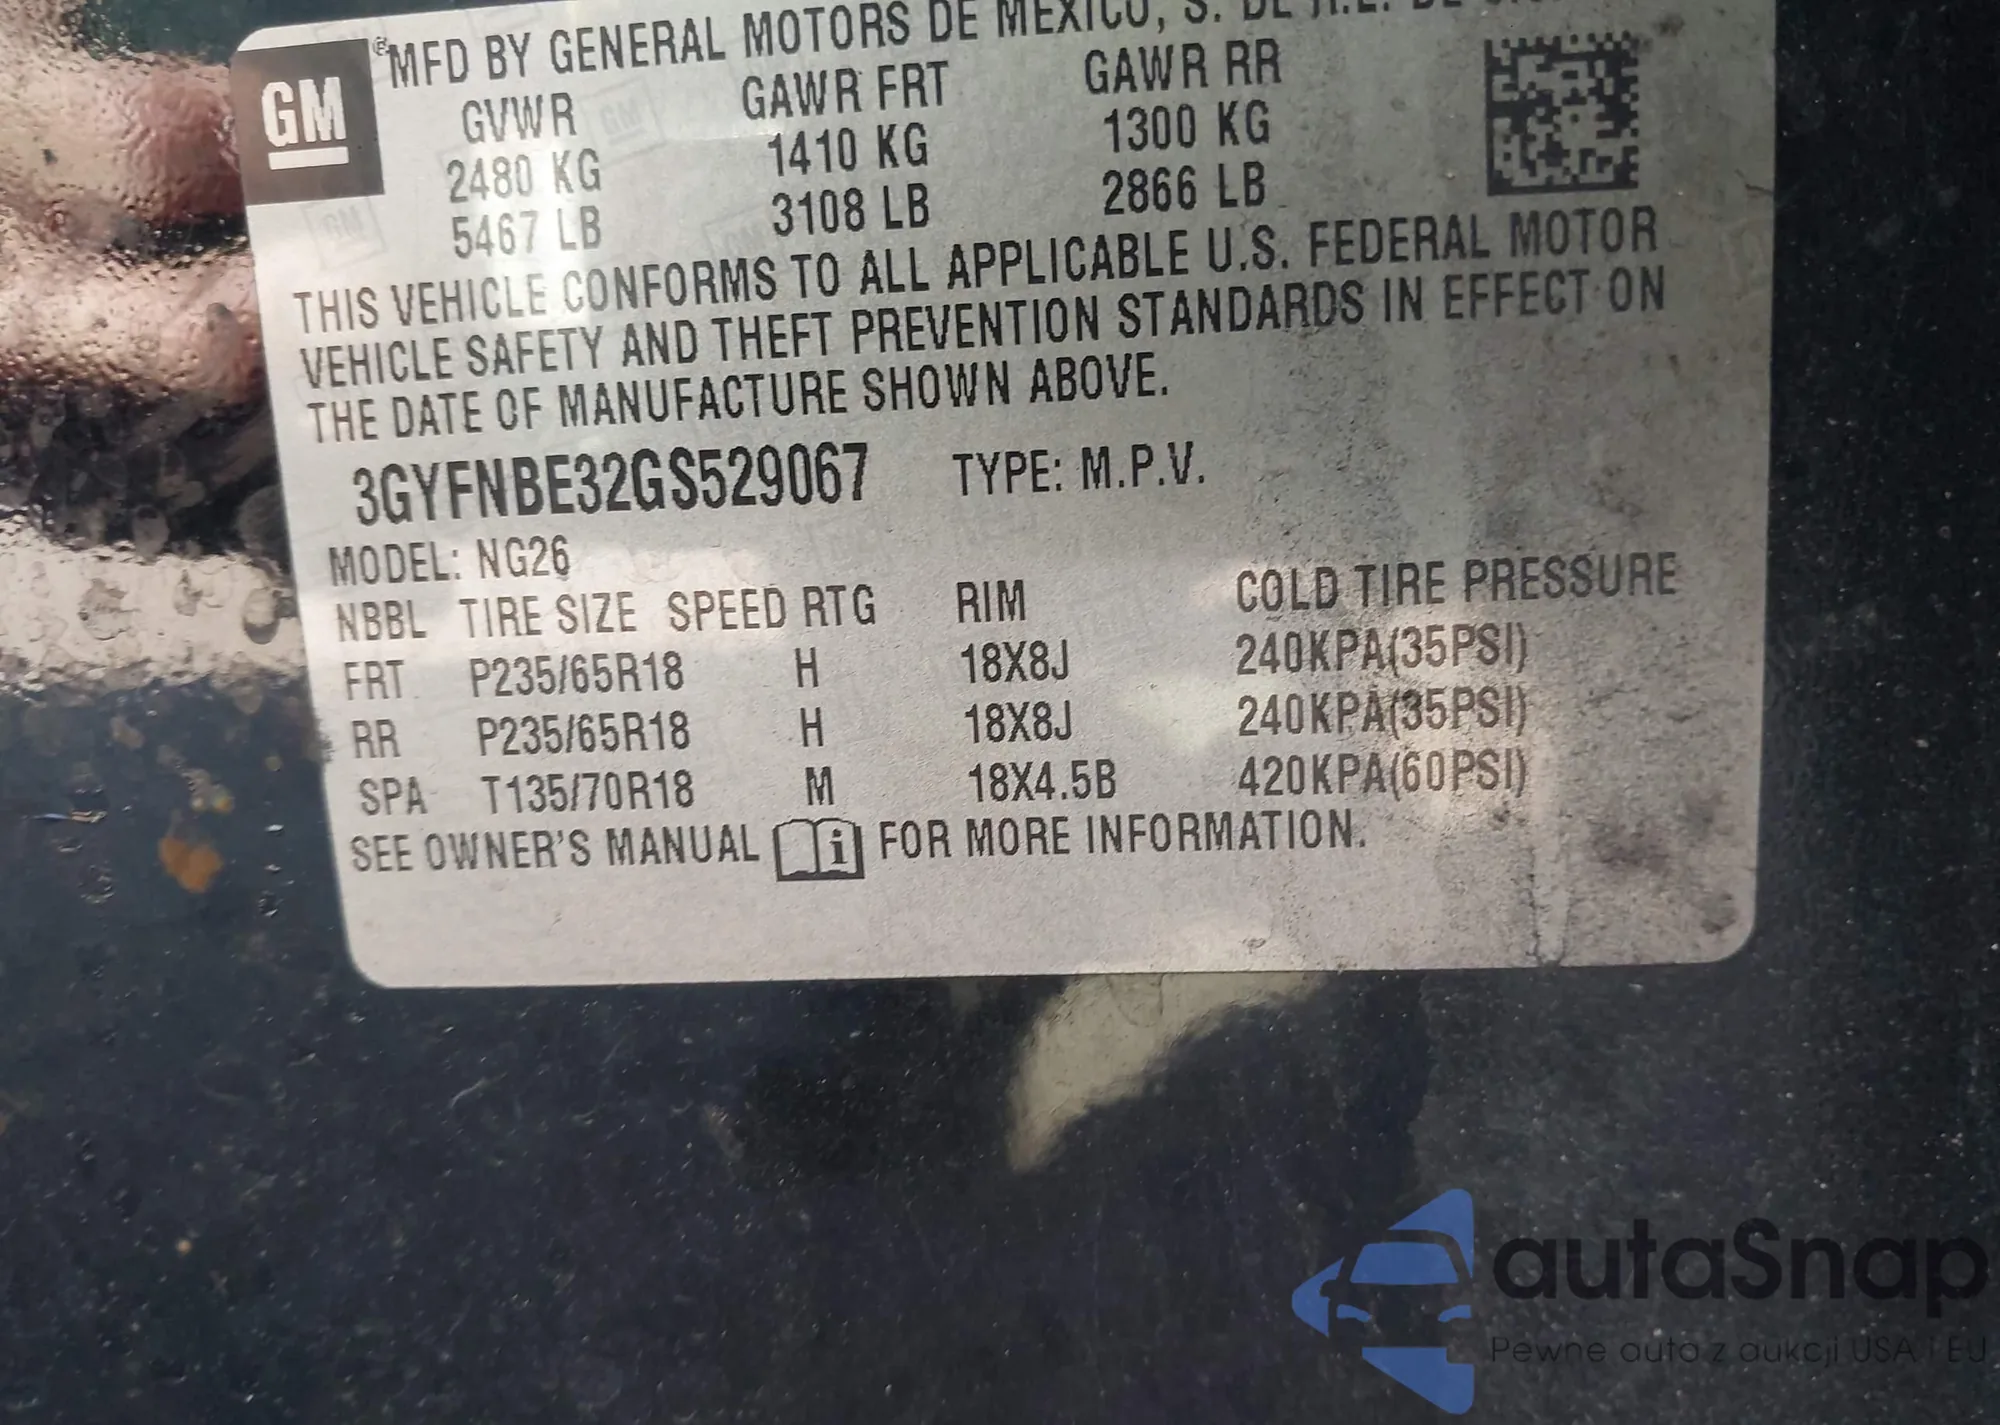 GM
® MFD BY GENERAL MOTORS DE MEXICO, S. DE R.L. DE
GVWR GAWR FRT GAWR RR
2480 KG 1410 KG 1300 KG
5467 LB 3108 LB 2866 LB
THIS VEHICLE CONFORMS TO ALL APPLICABLE U.S. FEDERAL MOTOR
VEHICLE SAFETY AND THEFT PREVENTION STANDARDS IN EFFECT ON
THE DATE OF MANUFACTURE SHOWN ABOVE.
3GYFNBE32GS529067 TYPE: M.P.V.
MODEL: NG26
NBBL TIRE SIZE SPEED RTG RIM COLD TIRE PRESSURE
FRT P235/65R18 H 18X8J 240KPA(35PSI)
RR P235/65R18 H 18X8J 240KPA(35PSI)
SPA T135/70R18 M 18X4.5B 420KPA(60PSI)
SEE OWNER'S MANUAL i FOR MORE INFORMATION.
autaSnap
Pewne auta z aukcji USA i EU